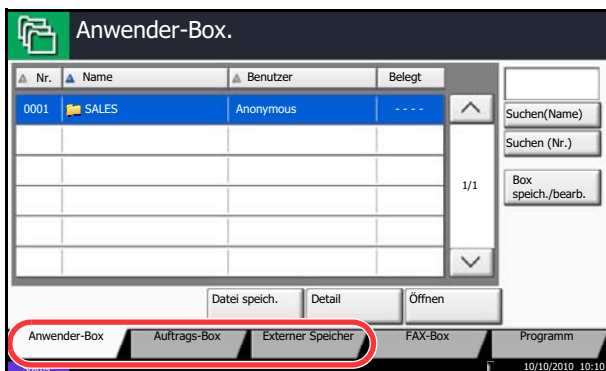 Anwender-Box.
Nr. Name Benutzer Belegt
0001 SALES Anonymous - - - -
Suchen(Name)
Suchen (Nr.)
1/1
Box
speich./bearb.
Datei speich. Detail Öffnen
Anwender-Box Auftrags-Box Externer Speicher FAX-Box Programm
Status 10/10/2010 10:10